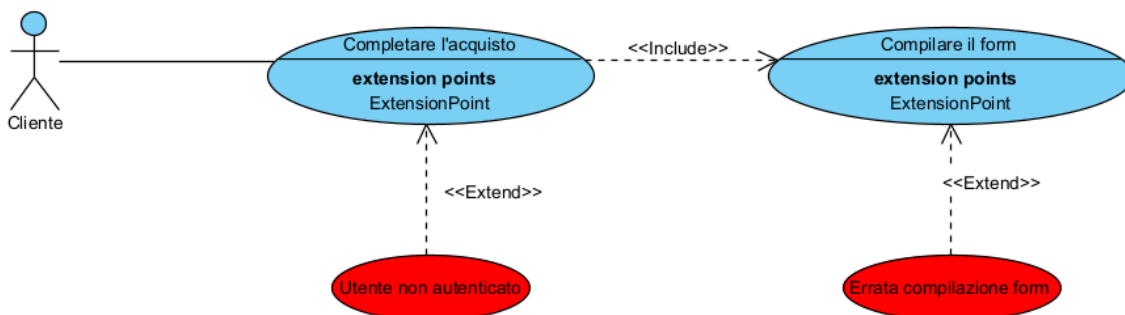 Completare l'acquisto
extension points
ExtensionPoint
<<Include>>
Compilare il form
extension points
ExtensionPoint
Cliente
<<Extend>>
<<Extend>>
Utente non autenticato
Errata compilazione form